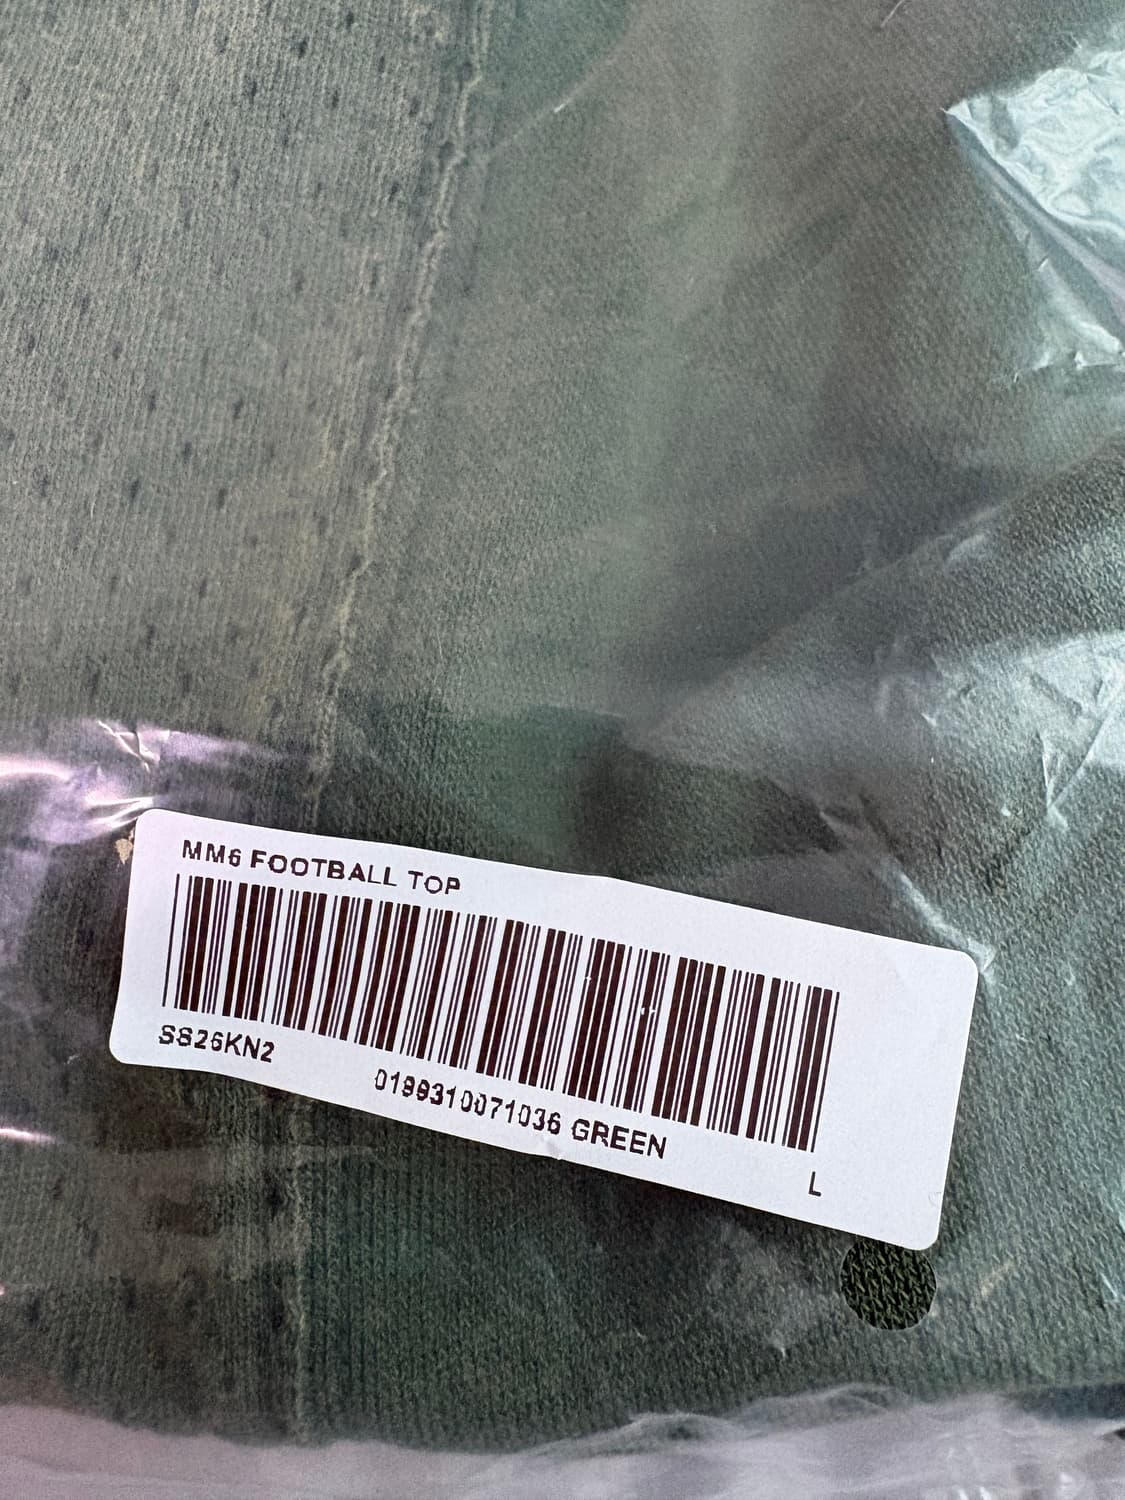 MM6 FOOTBALL TOP
SS26KN2
0199310071036 GREEN
L